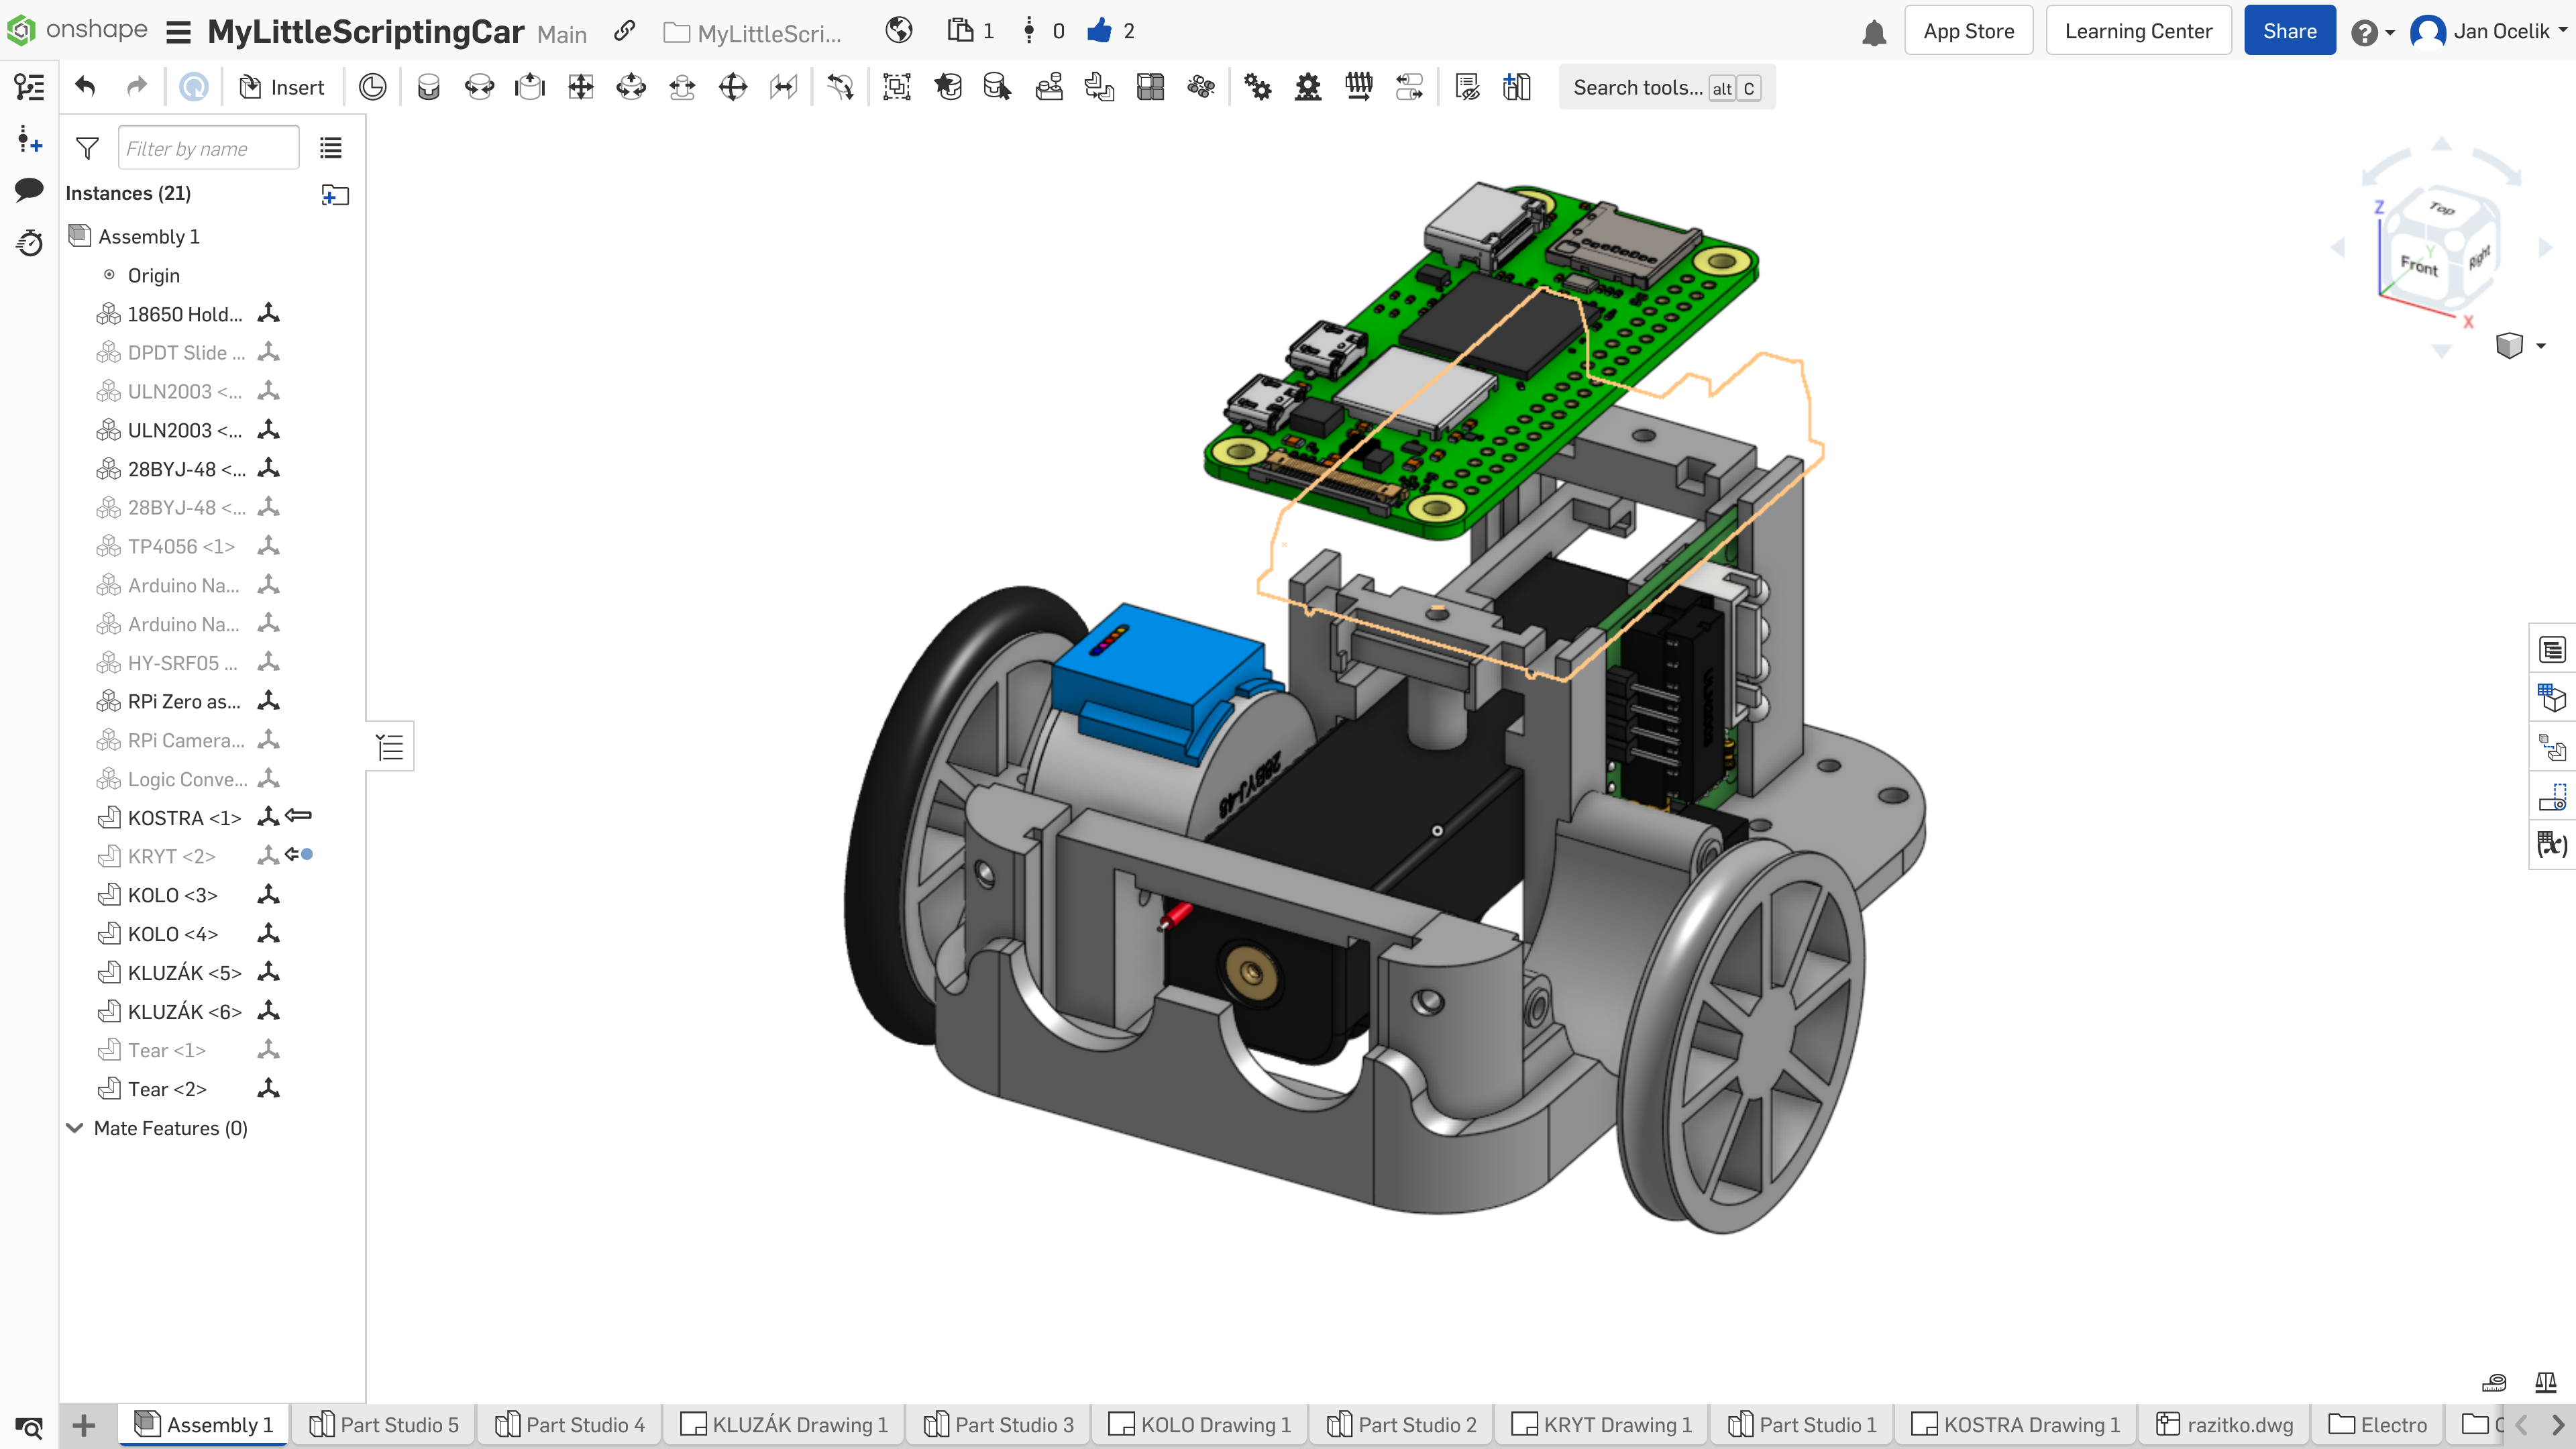 onshape MyLittleScriptingCar Main MyLittleScri... 1 0 2 App Store Learning Center Share Jan Ocelik
Insert Search tools... alt C
Filter by name
Instances (21)
Assembly 1
Origin
18650 Hold...
DPDT Slide ...
ULN2003 <...
ULN2003 <...
28BYJ-48 <...
28BYJ-48 <...
TP4056 <1>
Arduino Na...
Arduino Na...
HY-SRF05 ...
RPi Zero as...
RPi Camera...
Logic Conve...
KOSTRA <1>
KRYT <2>
KOLO <3>
KOLO <4>
KLUZÁK <5>
KLUZÁK <6>
Tear <1>
Tear <2>
Mate Features (0)
28BYJ-48
Z
Top
Y
Front
Right
X
(x)
Assembly 1 Part Studio 5 Part Studio 4 KLUZÁK Drawing 1 Part Studio 3 KOLO Drawing 1 Part Studio 2 KRYT Drawing 1 Part Studio 1 KOSTRA Drawing 1 razitko.dwg Electro